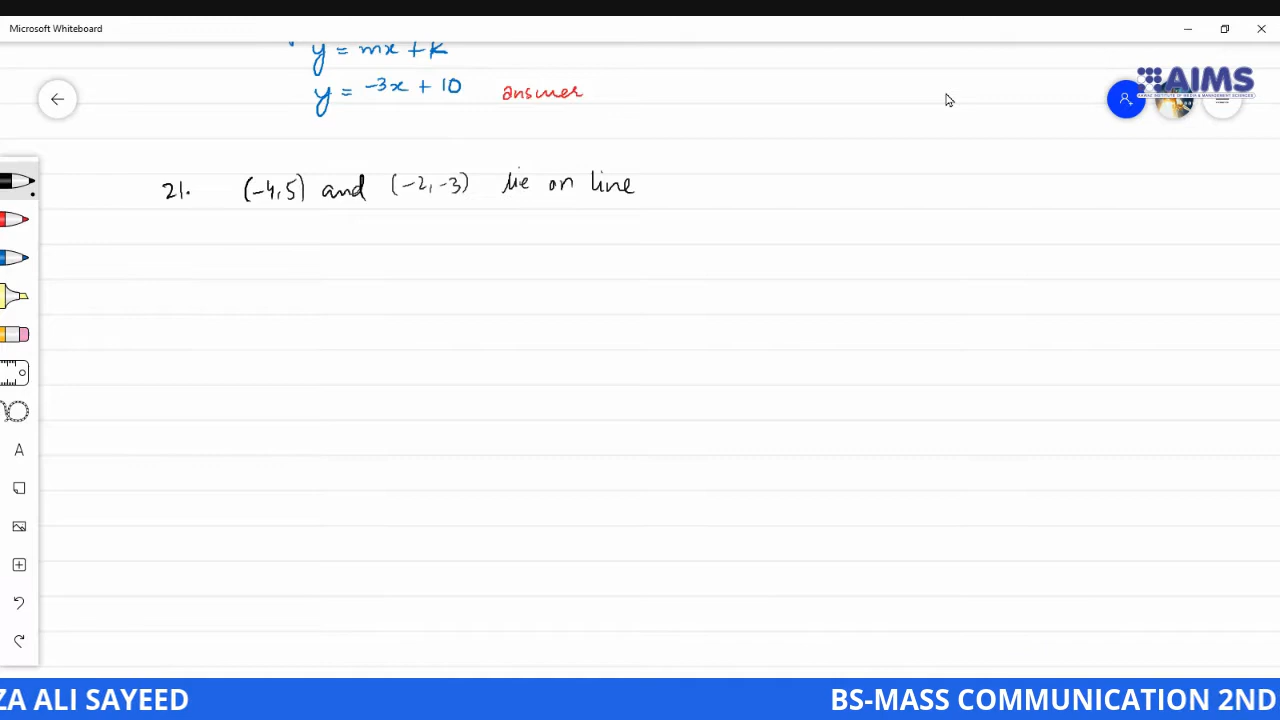 Microsoft Whiteboard
y = mx + k
y = -3x + 10 answer
AIMS
21. (-4,5) and (-2,-3) lie on line
A
ZA ALI SAYEED
BS-MASS COMMUNICATION 2ND